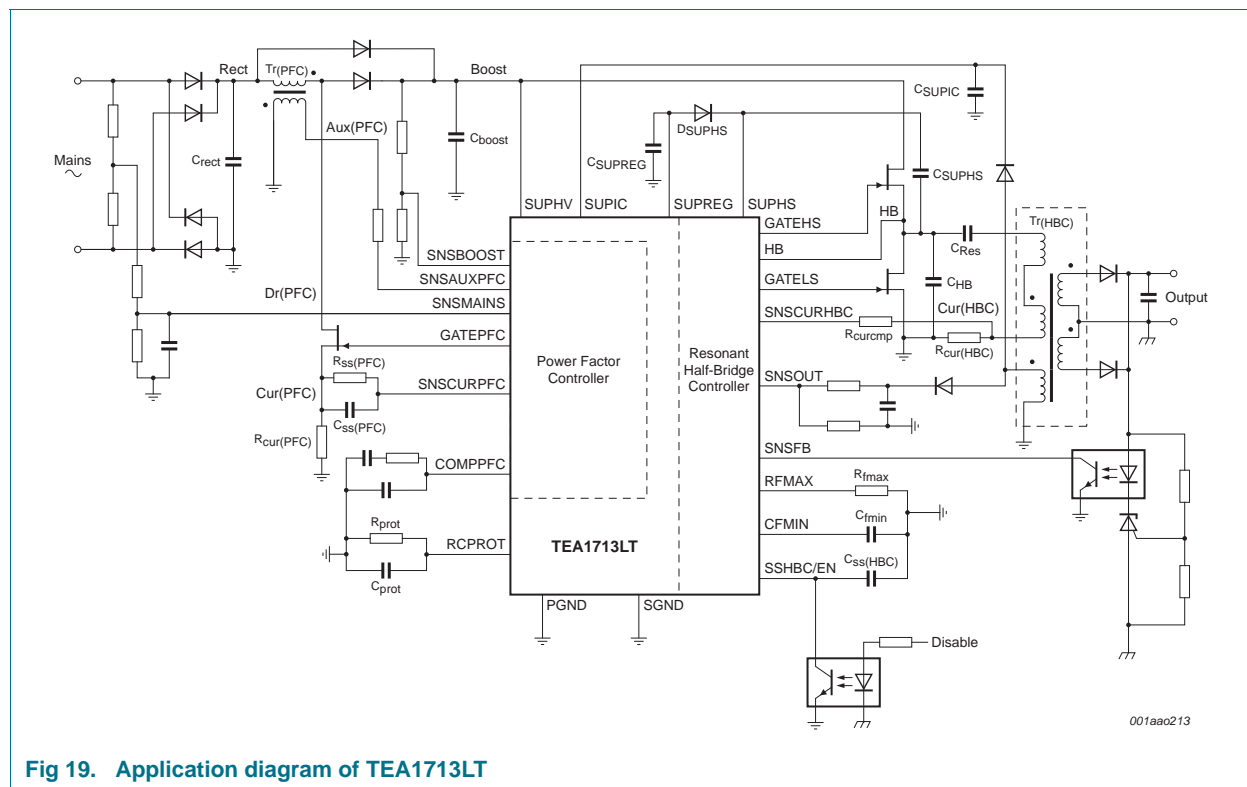 Rect
Tr(PFC)
Boost
CSUPIC
Aux(PFC)
DSUPHS
Cboost
CSUPREG
Mains
Crect
CSUPHS
SUPHV
SUPIC
SUPREG
SUPHS
GATEHS
HB
Tr(HBC)
SNSBOOST
HB
CRes
SNSAUXPFC
GATELS
CHB
Dr(PFC)
SNSMAINS
Output
SNSCURHBC
Cur(HBC)
GATEPFC
Rcurcmp
Rcur(HBC)
Rss(PFC)
Power Factor
Controller
Resonant
Half-Bridge
Controller
SNSOUT
SNSCURPFC
Cur(PFC)
Css(PFC)
Rcur(PFC)
SNSFB
COMPPFC
RFMAX
Rfmax
Cfmin
Rprot
CFMIN
TEA1713LT
RCPROT
Css(HBC)
SSHBC/EN
Cprot
PGND
SGND
Disable
001aao213
Fig 19. Application diagram of TEA1713LT